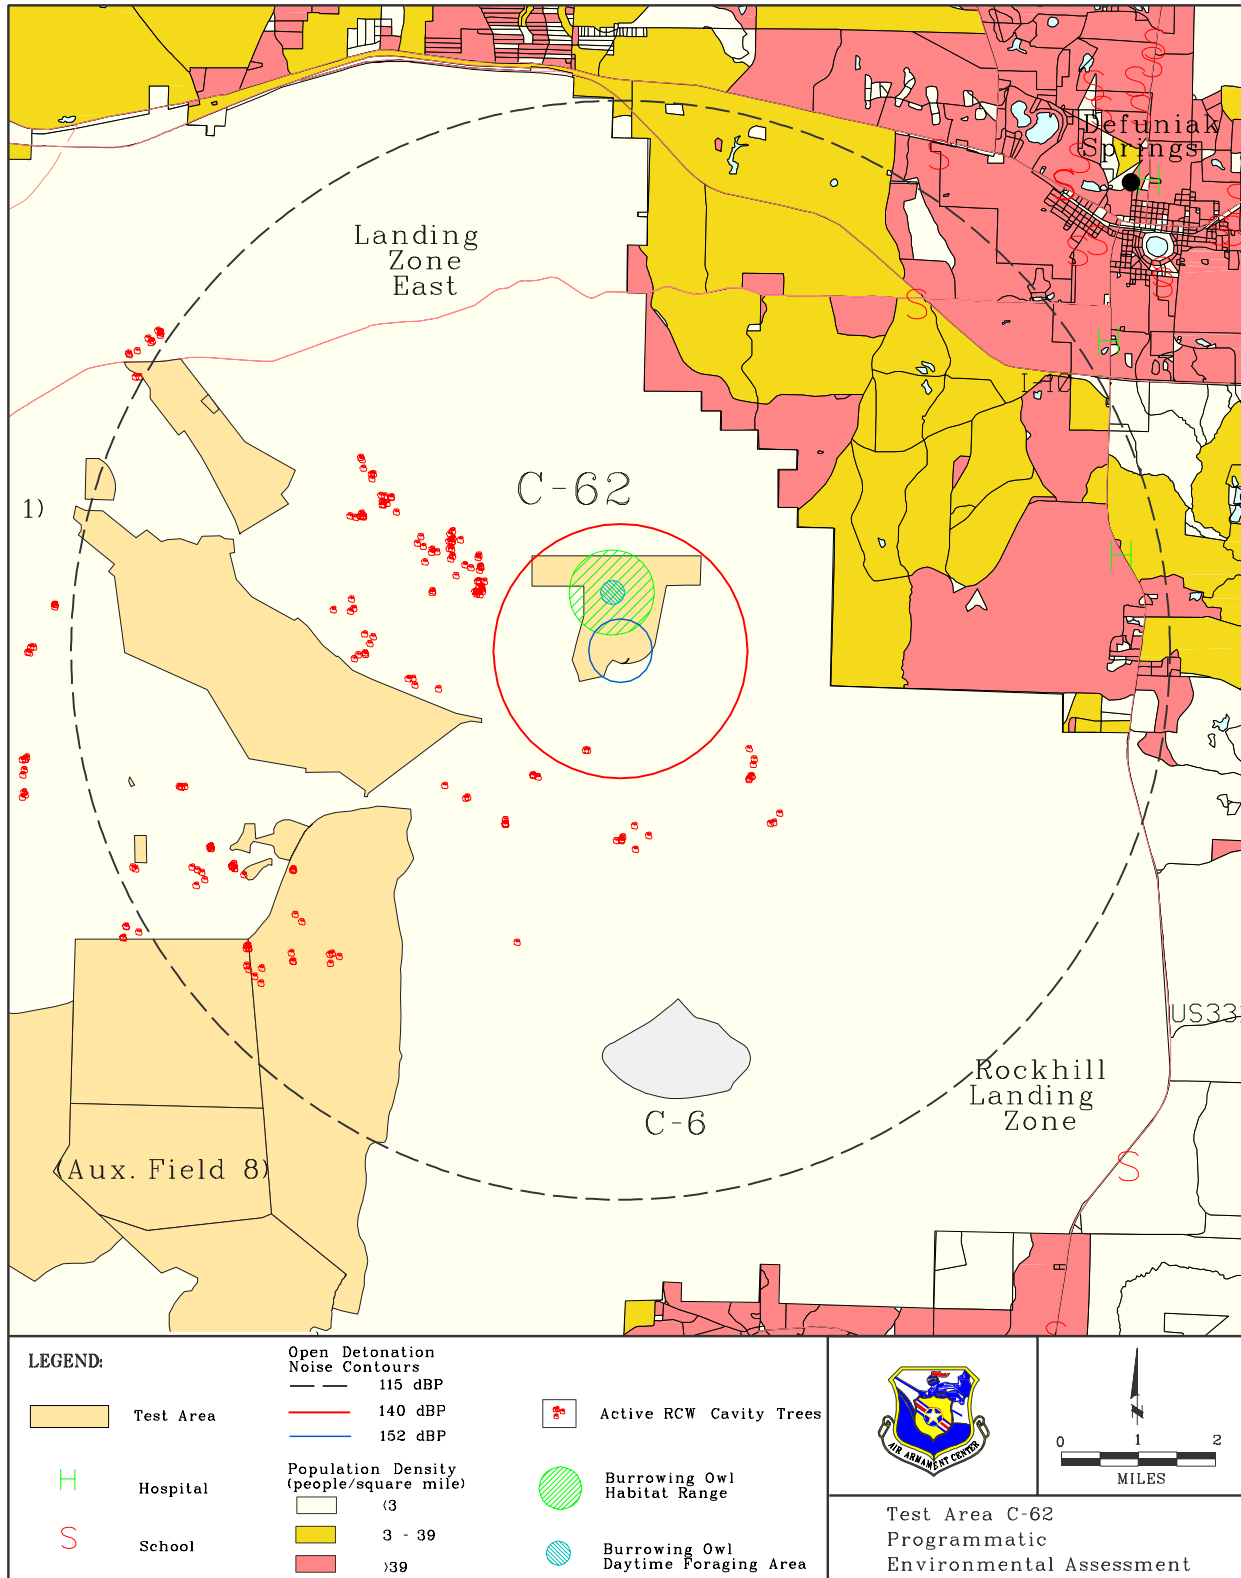 Defuniak
Springs
Landing
Zone
East
I-10
C-62
1)
US331
Rockhill
Landing
Zone
C-6
(Aux. Field 8)
LEGEND:
Test Area
Hospital
School
Open Detonation
Noise Contours
115 dBP
140 dBP
152 dBP
Population Density
(people/square mile)
<3
3 - 39
>39
Active RCW Cavity Trees
Burrowing Owl
Habitat Range
Burrowing Owl
Daytime Foraging Area
AIR ARMAMENT CENTER
0 1 2
MILES
Test Area C-62
Programmatic
Environmental Assessment